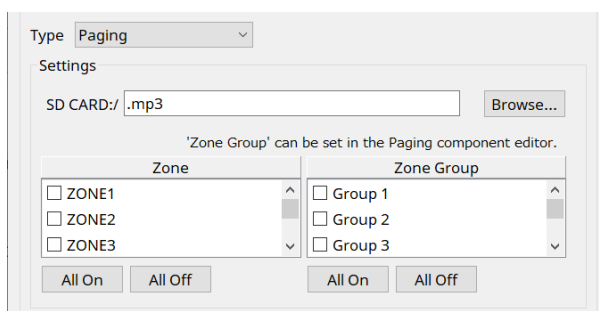 Type Paging
Settings
SD CARD:/ .mp3 Browse...
'Zone Group' can be set in the Paging component editor.
Zone Zone Group
ZONE1 Group 1
ZONE2 Group 2
ZONE3 Group 3
All On All Off All On All Off